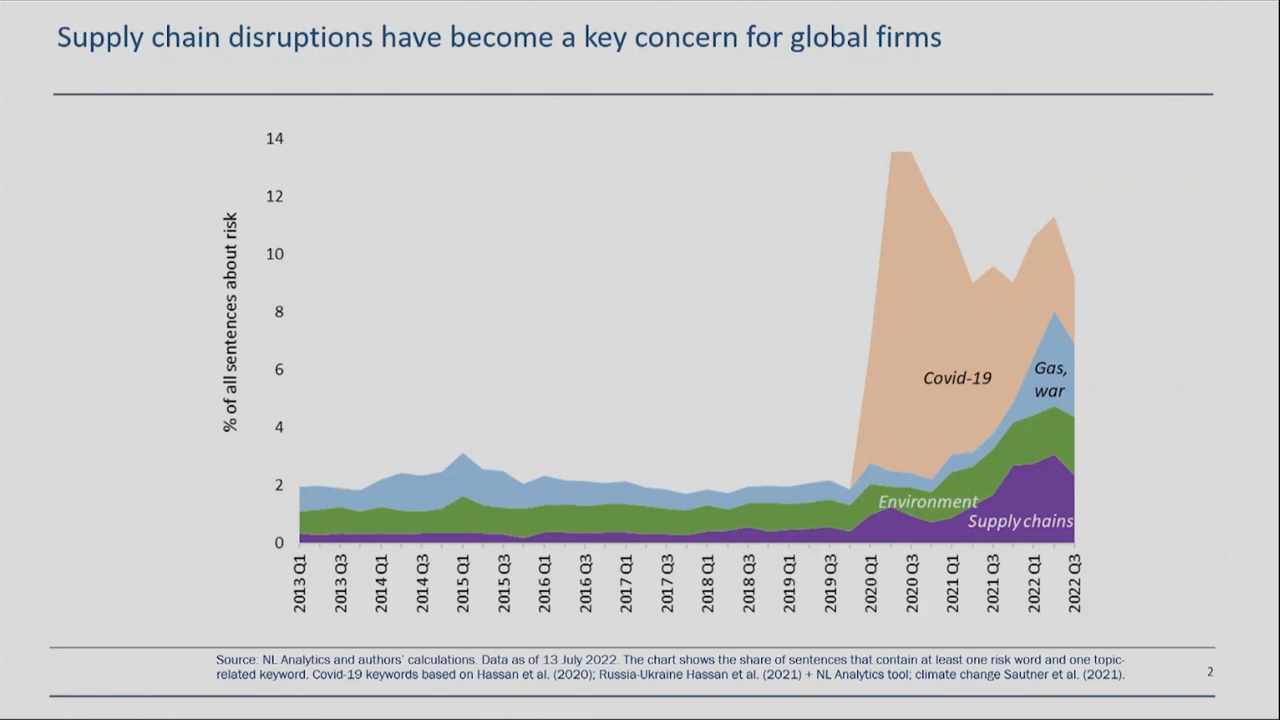 Supply chain disruptions have become a key concern for global firms
% of all sentences about risk
14
12
10
8
6
4
2
0
Covid-19
Gas,
war
Environment
Supply chains
2013 Q1
2013 Q3
2014 Q1
2014 Q3
2015 Q1
2015 Q3
2016 Q1
2016 Q3
2017 Q1
2017 Q3
2018 Q1
2018 Q3
2019 Q1
2019 Q3
2020 Q1
2020 Q3
2021 Q1
2021 Q3
2022 Q1
2022 Q3
Source: NL Analytics and authors' calculations. Data as of 13 July 2022. The chart shows the share of sentences that contain at least one risk word and one topic-
related keyword. Covid-19 keywords based on Hassan et al. (2020); Russia-Ukraine Hassan et al. (2021) + NL Analytics tool; climate change Sautner et al. (2021).
2